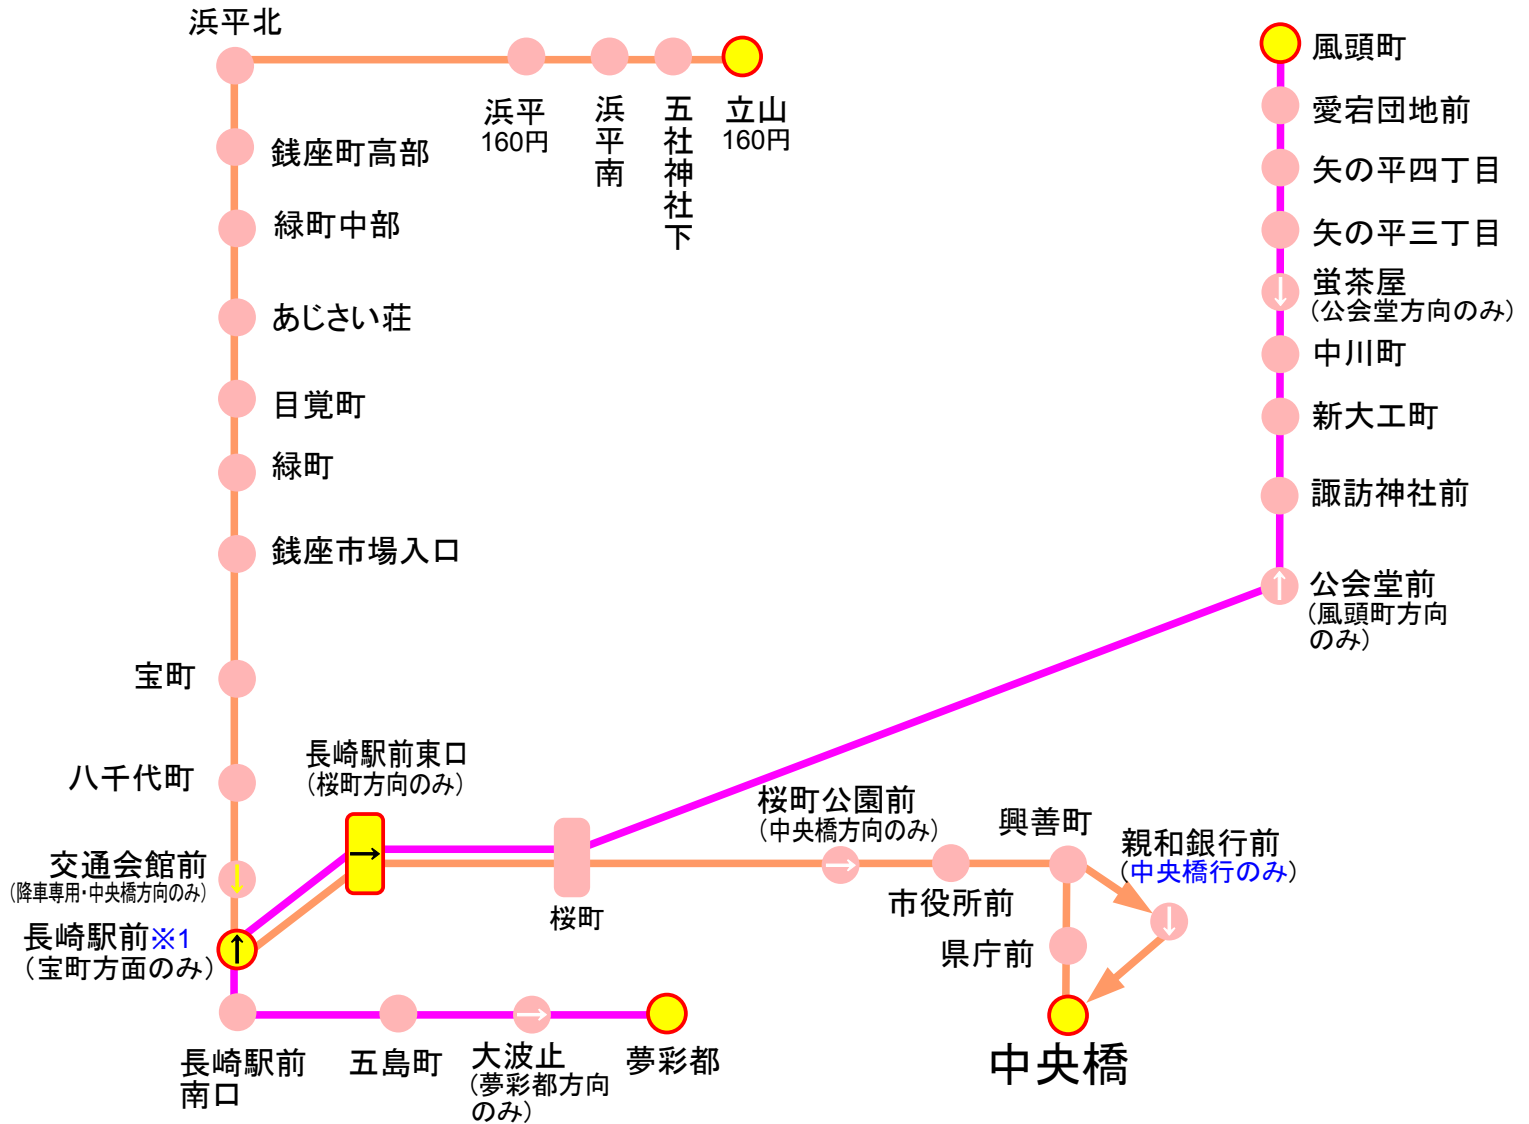 浜平北
浜平
160円
浜平南
五社神社下
立山
160円
銭座町高部
緑町中部
あじさい荘
目覚町
緑町
銭座市場入口
宝町
八千代町
交通会館前
(降車専用・中央橋方向のみ)
長崎駅前※1
(宝町方面のみ)
長崎駅前
南口
五島町
大波止
(夢彩都方向
のみ)
夢彩都
長崎駅前東口
(桜町方向のみ)
桜町
桜町公園前
(中央橋方向のみ)
市役所前
興善町
親和銀行前
(中央橋行のみ)
県庁前
中央橋
風頭町
愛宕団地前
矢の平四丁目
矢の平三丁目
蛍茶屋
(公会堂方向のみ)
中川町
新大工町
諏訪神社前
公会堂前
(風頭町方向
のみ)